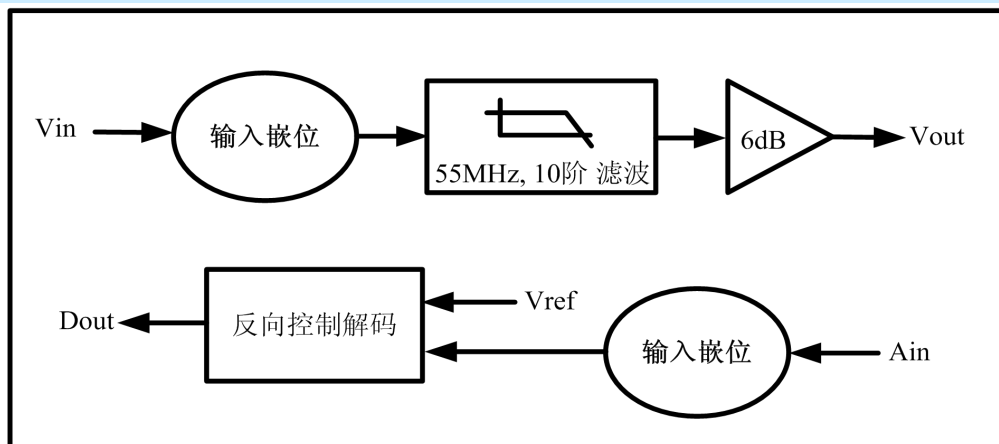 Vin
输入嵌位
55MHz, 10阶 滤波
6dB
Vout
Dout
反向控制解码
Vref
输入嵌位
Ain